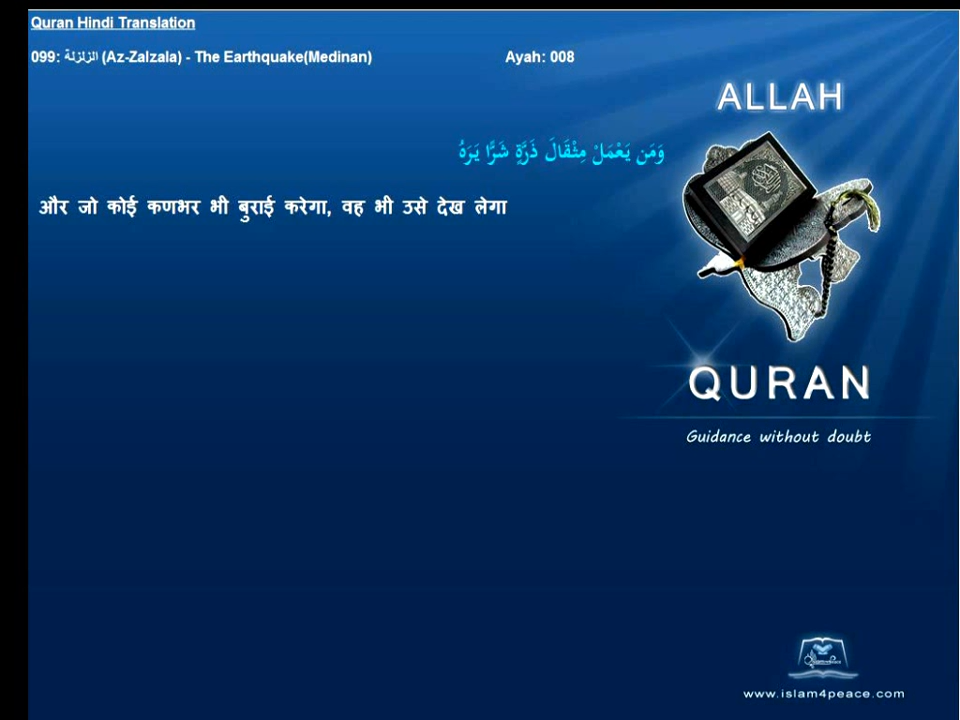 Quran Hindi Translation
099: الزلزلة (Az-Zalzala) - The Earthquake(Medinan) Ayah: 008
ALLAH
وَمَن يَعْمَلْ مِثْقَالَ ذَرَّةٍ شَرًّا يَرَهُ
और जो कोई कणभर भी बुराई करेगा, वह भी उसे देख लेगा
QURAN
Guidance without doubt
www.islam4peace.com